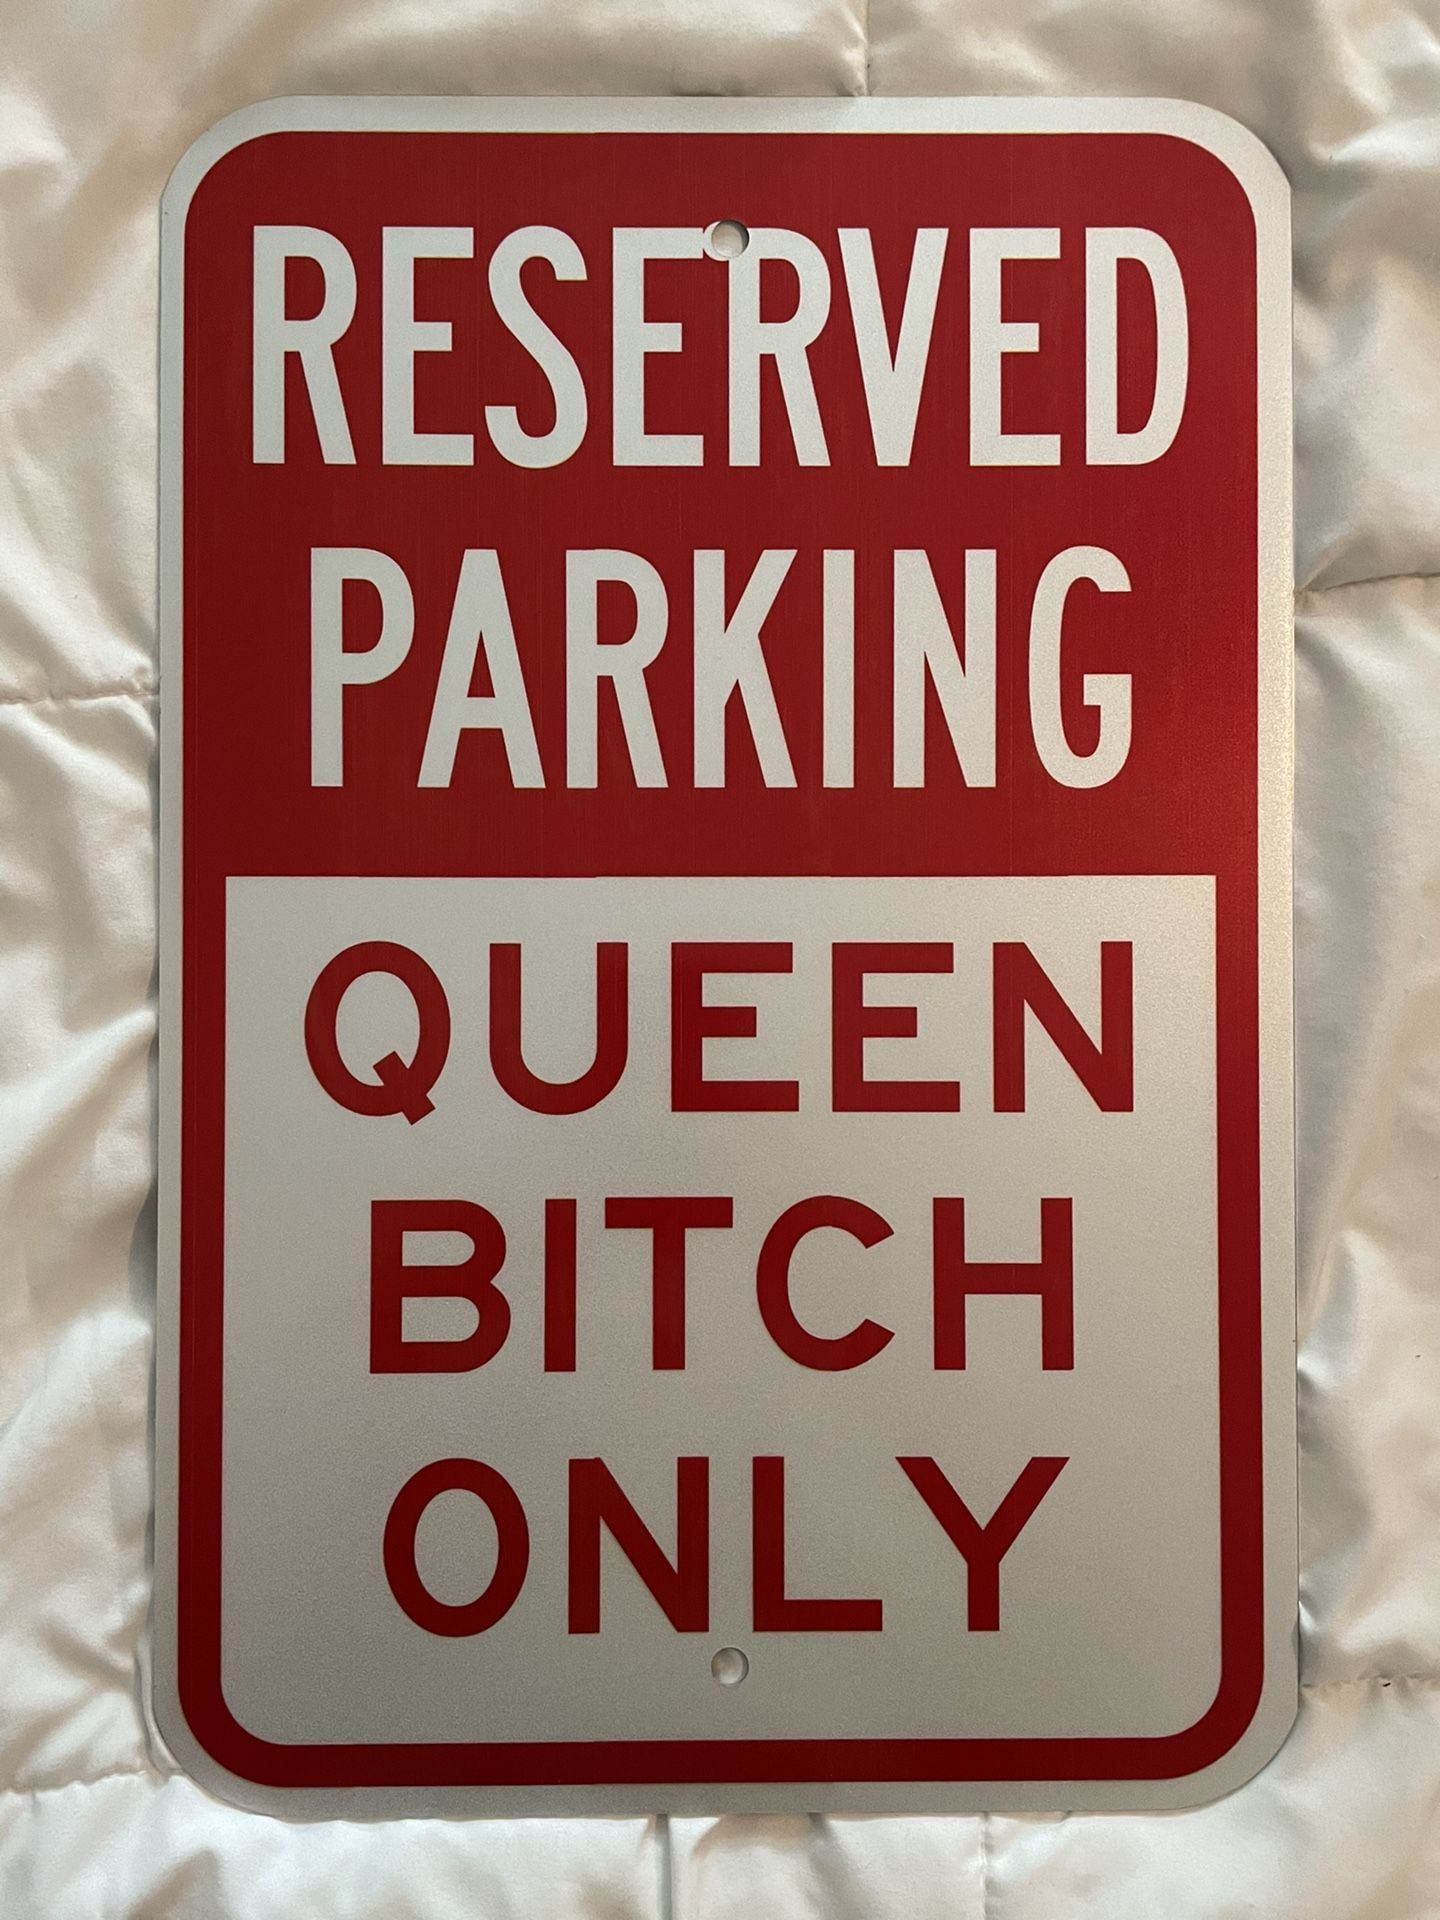 RESERVED
PARKING
QUEEN
BITCH
ONLY